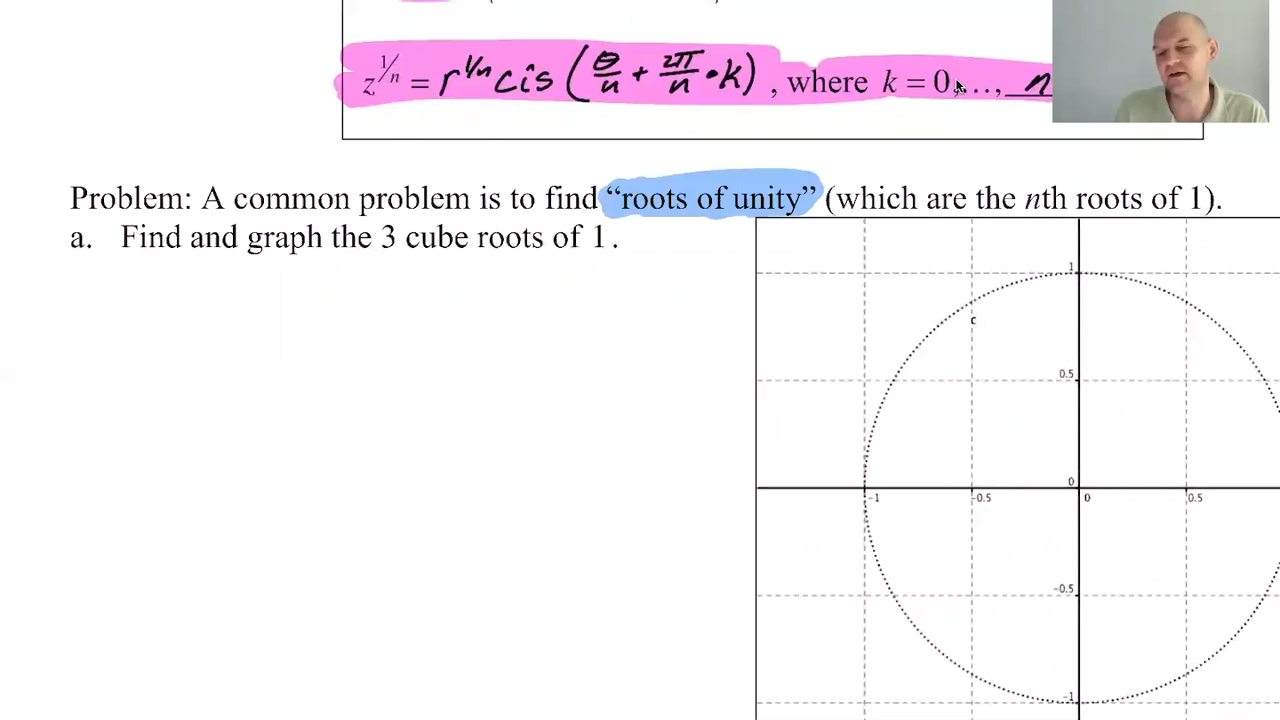 z^{1/n} = r^{1/n} cis (θ/n + 2π/n • k) , where k = 0,…, n
Problem: A common problem is to find “roots of unity” (which are the nth roots of 1).
a. Find and graph the 3 cube roots of 1.
1
c
0.5
0
-1 -0.5 0 0.5
-0.5
-1